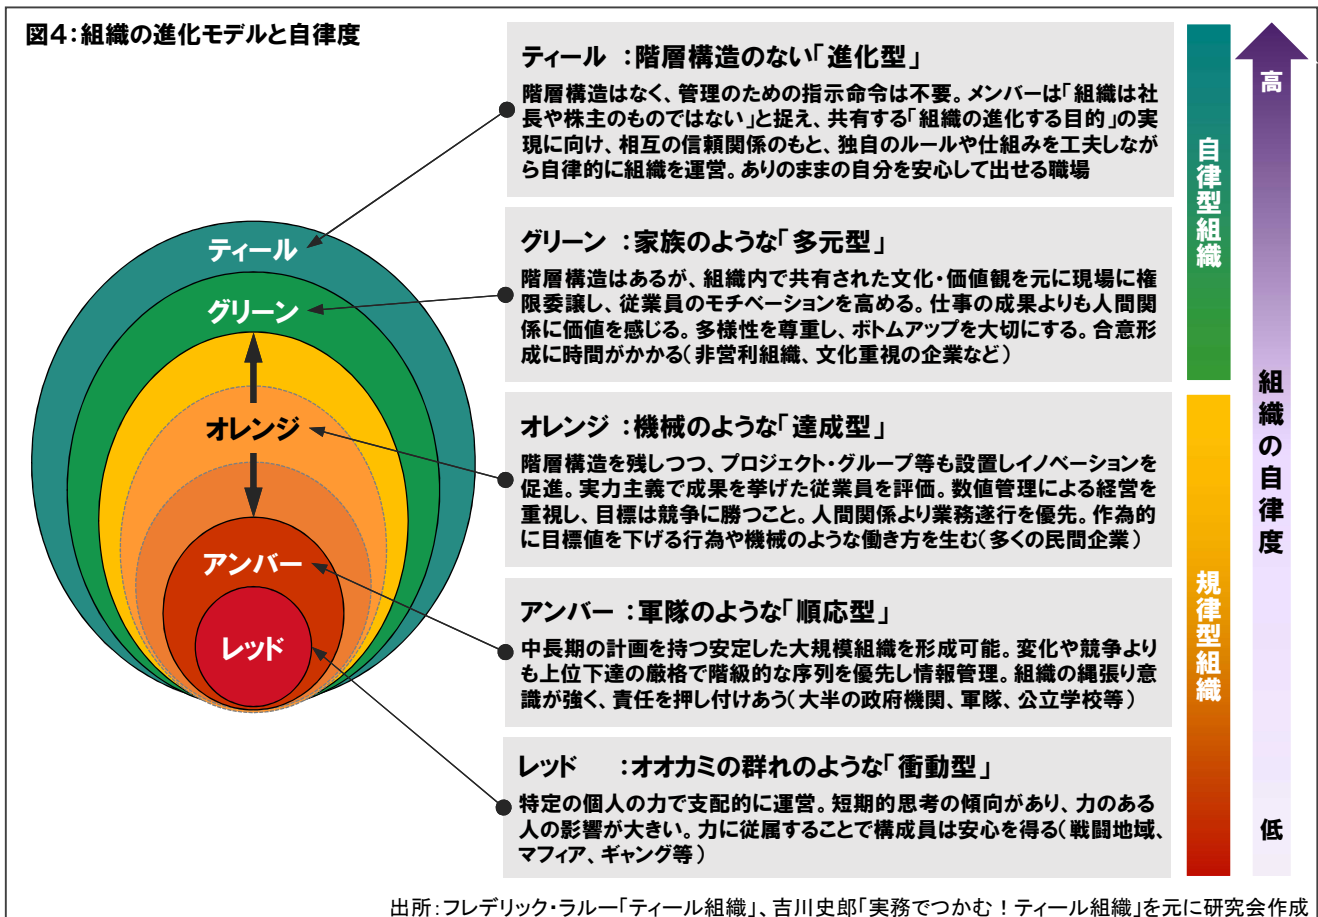 図4：組織の進化モデルと自律度
ティール ：階層構造のない「進化型」
階層構造はなく、管理のための指示命令は不要。メンバーは「組織は社
長や株主のものではない」と捉え、共有する「組織の進化する目的」の実
現に向け、相互の信頼関係のもと、独自のルールや仕組みを工夫しなが
ら自律的に組織を運営。ありのままの自分を安心して出せる職場
グリーン ：家族のような「多元型」
階層構造はあるが、組織内で共有された文化・価値観を元に現場に権
限委譲し、従業員のモチベーションを高める。仕事の成果よりも人間関
係に価値を感じる。多様性を尊重し、ボトムアップを大切にする。合意形
成に時間がかかる（非営利組織、文化重視の企業など）
オレンジ ：機械のような「達成型」
階層構造を残しつつ、プロジェクト・グループ等も設置しイノベーションを
促進。実力主義で成果を挙げた従業員を評価。数値管理による経営を
重視し、目標は競争に勝つこと。人間関係より業務遂行を優先。作為的
に目標値を下げる行為や機械のような働き方を生む（多くの民間企業）
アンバー ：軍隊のような「順応型」
中長期の計画を持つ安定した大規模組織を形成可能。変化や競争より
も上位下達の厳格で階級的な序列を優先し情報管理。組織の縄張り意
識が強く、責任を押し付けあう（大半の政府機関、軍隊、公立学校等）
レッド ：オオカミの群れのような「衝動型」
特定の個人の力で支配的に運営。短期的思考の傾向があり、力のある
人の影響が大きい。力に従属することで構成員は安心を得る（戦闘地域、
マフィア、ギャング等）
ティール
グリーン
オレンジ
アンバー
レッド
自律型組織
規律型組織
高
組織の自律度
低
出所：フレデリック・ラルー「ティール組織」、吉川史郎「実務でつかむ！ティール組織」を元に研究会作成